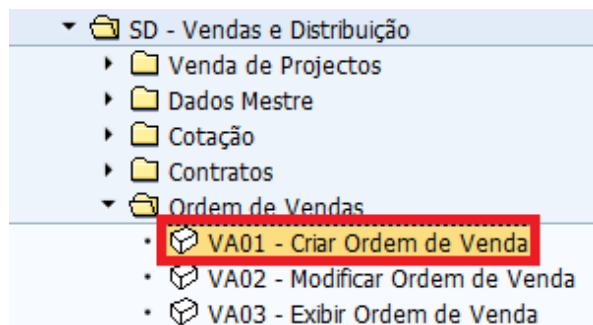 SD - Vendas e Distribuição
Venda de Projectos
Dados Mestre
Cotação
Contratos
Ordem de Vendas
VA01 - Criar Ordem de Venda
VA02 - Modificar Ordem de Venda
VA03 - Exibir Ordem de Venda